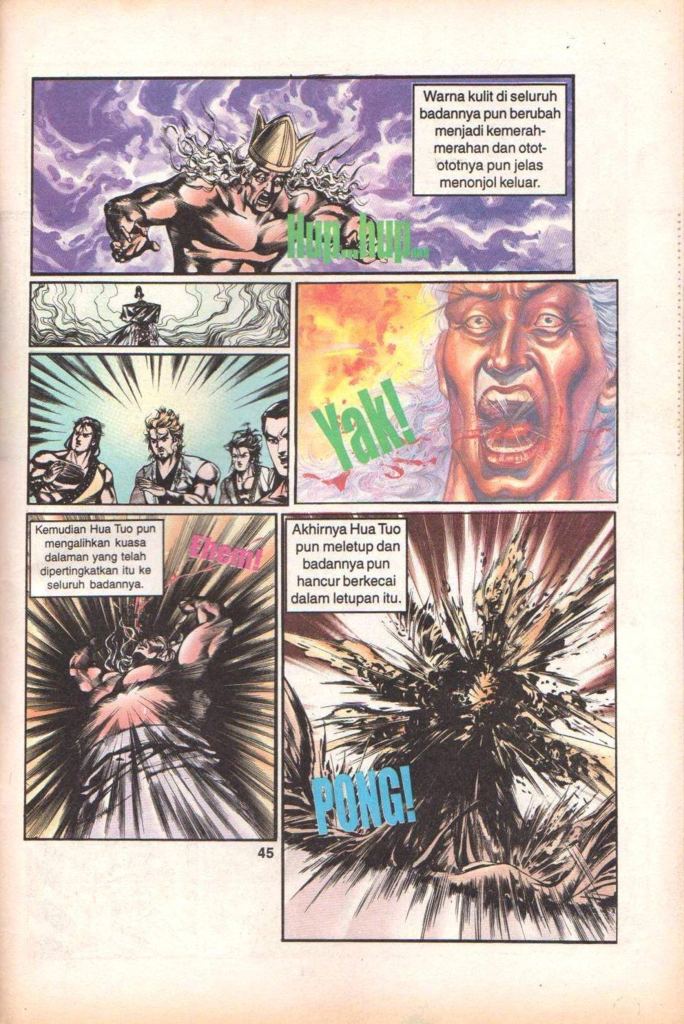 Warna kulit di seluruh
badannya pun berubah
menjadi kemerah-
merahan dan otot-
ototnya pun jelas
menonjol keluar.
Hup...hup...
Yak!
Kemudian Hua Tuo pun
mengalihkan kuasa
dalaman yang telah
dipertingkatkan itu ke
seluruh badannya.
Ehem!
Akhirnya Hua Tuo
pun meletup dan
badannya pun
hancur berkecai
dalam letupan itu.
PONG!
45